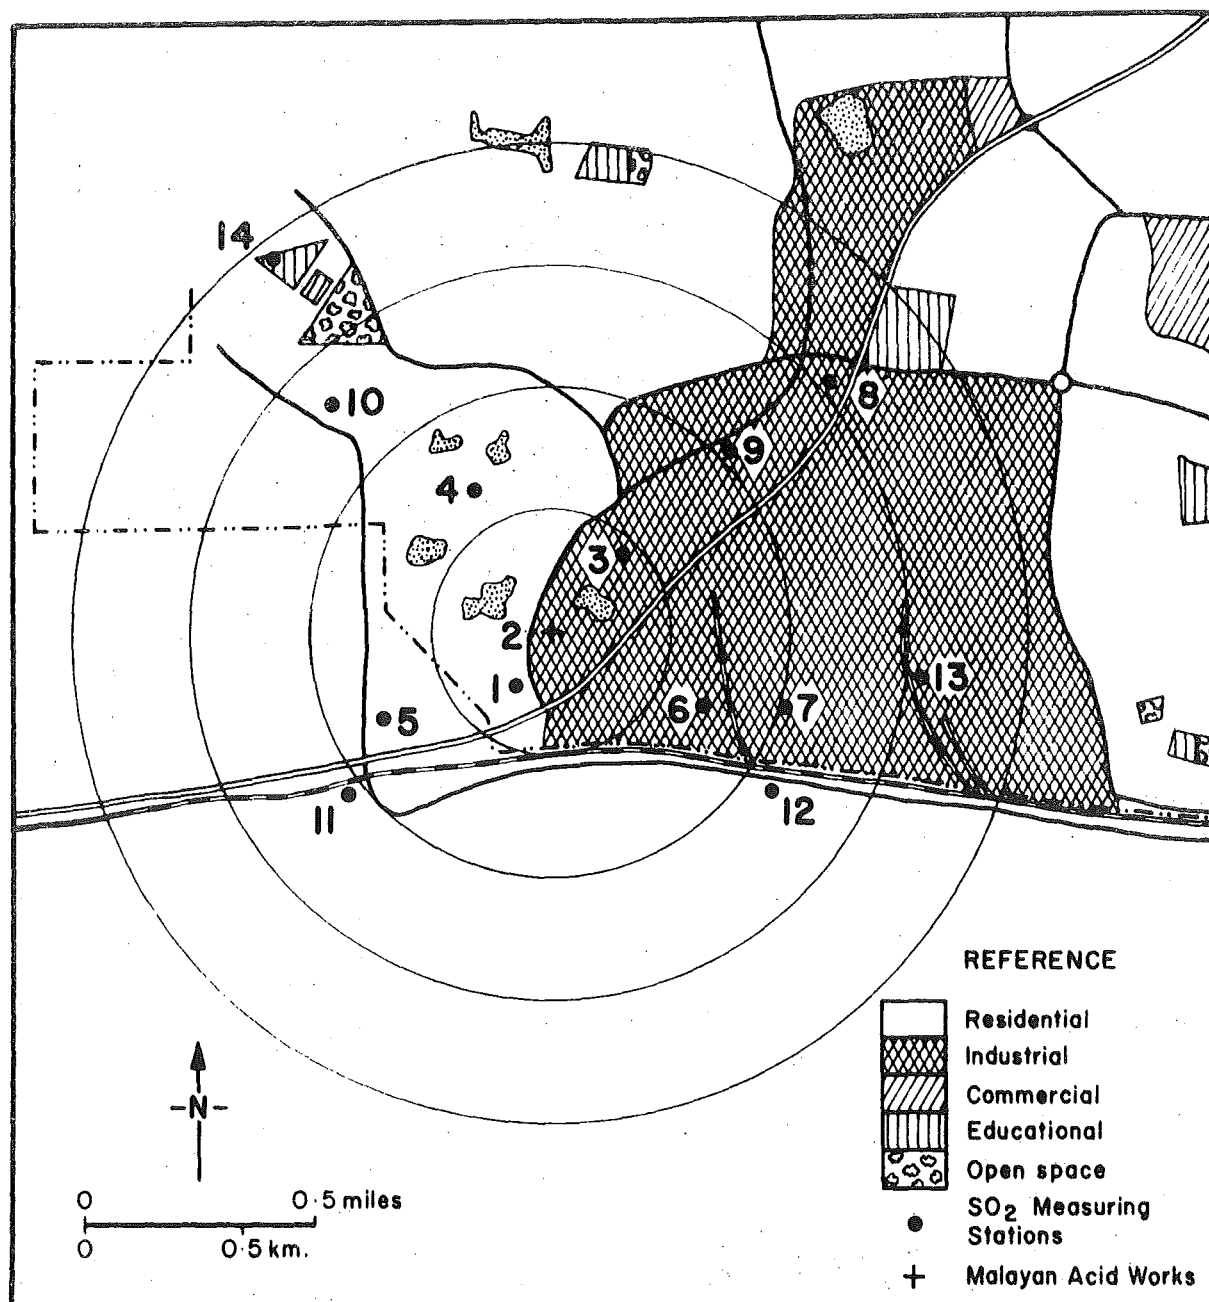 14
10
8
9
4
3
2
1
5
6
7
13
11
12
REFERENCE
Residential
Industrial
Commercial
Educational
Open space
SO2 Measuring
Stations
Malayan Acid Works
-N-
0 0·5 miles
0 0·5 km.